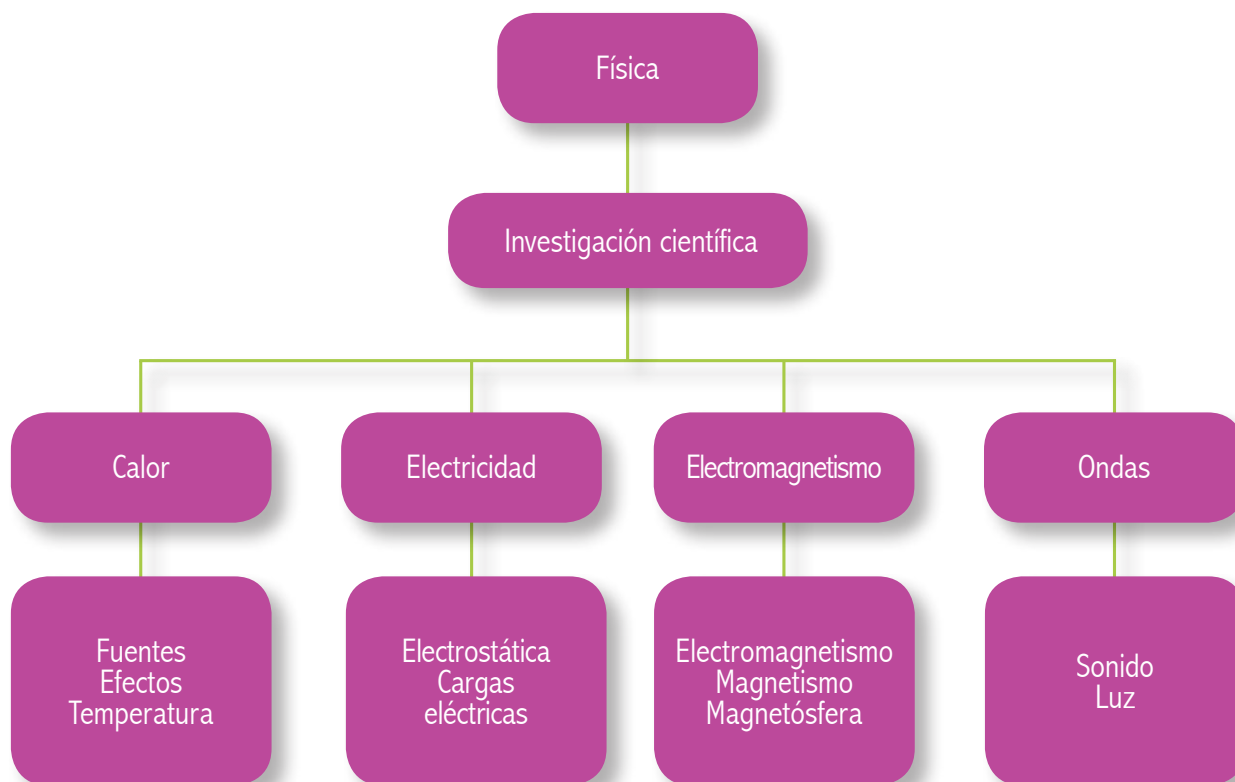 Física
Investigación científica
Calor
Electricidad
Electromagnetismo
Ondas
Fuentes
Efectos
Temperatura
Electrostática
Cargas
eléctricas
Electromagnetismo
Magnetismo
Magnetósfera
Sonido
Luz